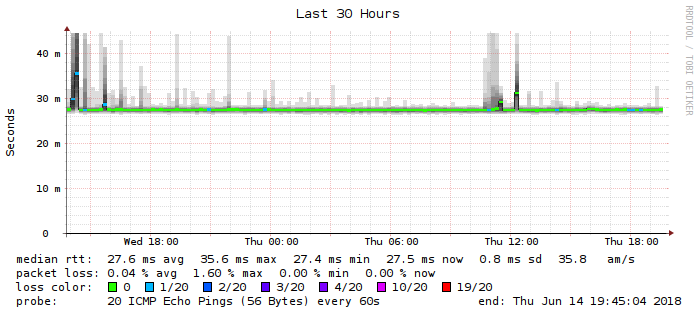 Last 30 Hours
RRDTOOL / TOBI OETIKER
Seconds
40 m
30 m
20 m
10 m
0
Wed 18:00 Thu 00:00 Thu 06:00 Thu 12:00 Thu 18:00
median rtt: 27.6 ms avg 35.6 ms max 27.4 ms min 27.5 ms now 0.8 ms sd 35.8 am/s
packet loss: 0.04 % avg 1.60 % max 0.00 % min 0.00 % now
loss color: 0 1/20 2/20 3/20 4/20 10/20 19/20
probe: 20 ICMP Echo Pings (56 Bytes) every 60s end: Thu Jun 14 19:45:04 2018